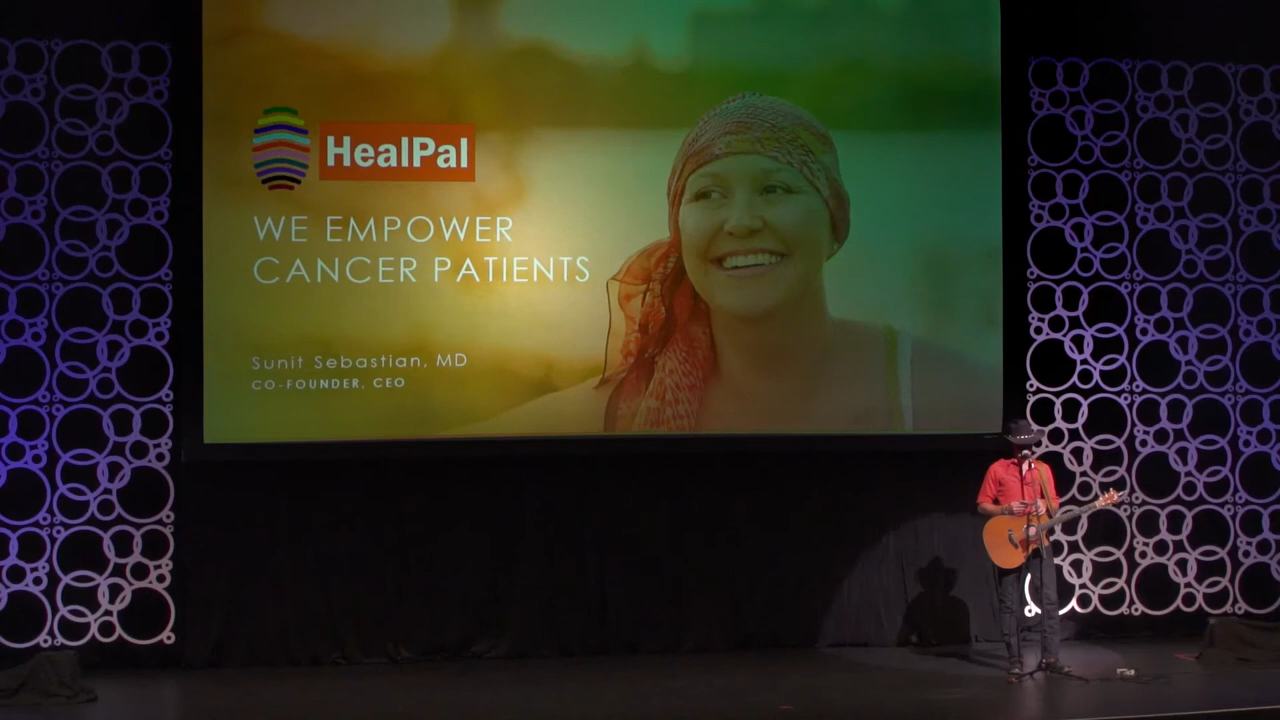 HealPal
WE EMPOWER
CANCER PATIENTS
Sunit Sebastian, MD
CO-FOUNDER, CEO